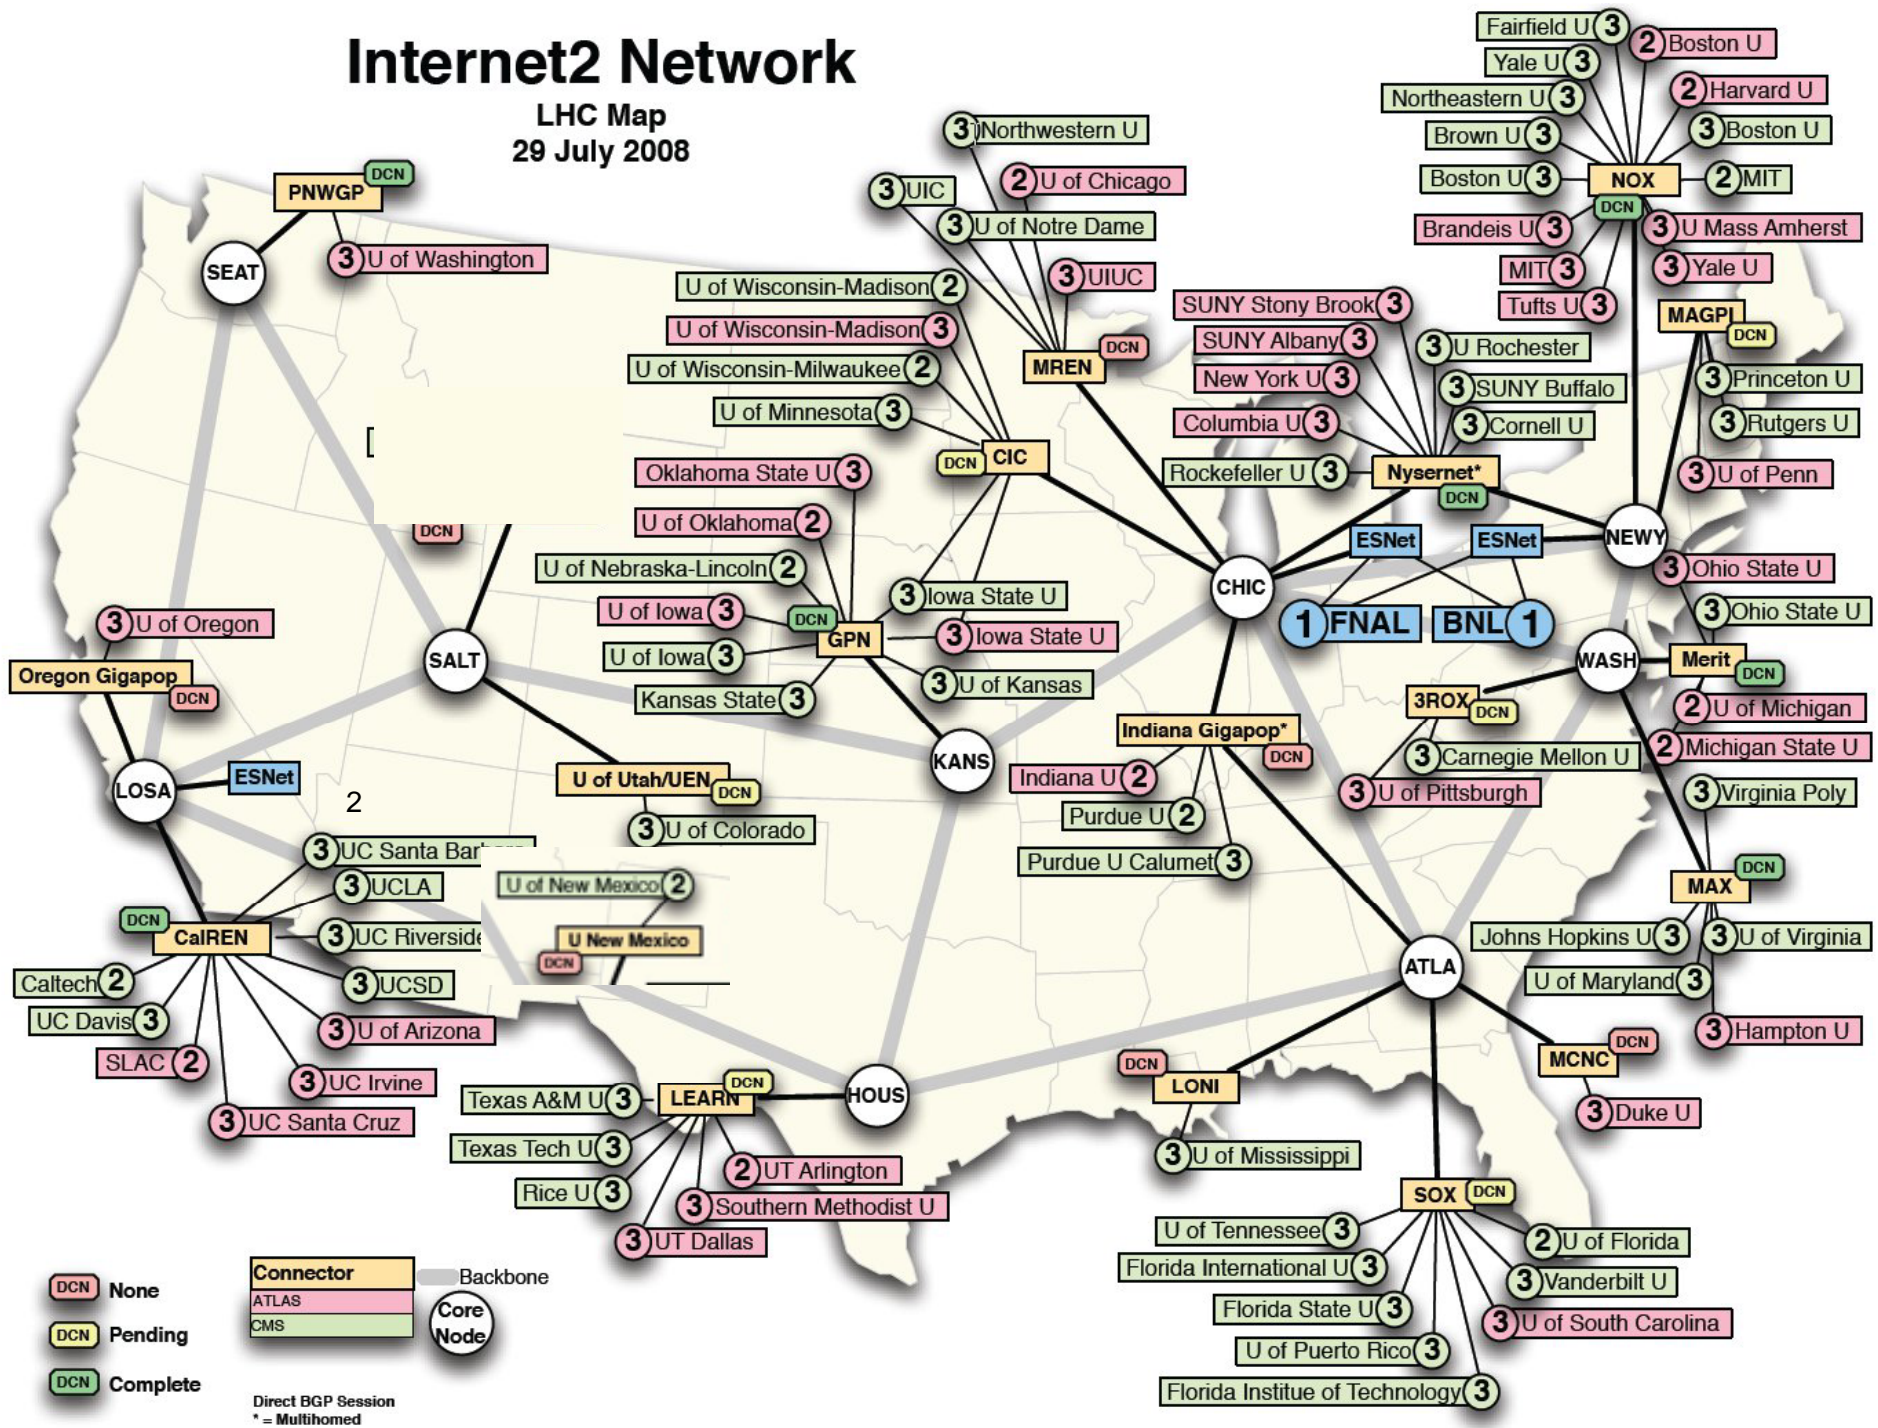 Internet2 Network
LHC Map
29 July 2008
PNWGP
DCN
3 U of Washington
SEAT
3 Northwestern U
3 UIC
2 U of Chicago
3 U of Notre Dame
3 UIUC
MREN
DCN
U of Wisconsin-Madison 2
U of Wisconsin-Madison 3
U of Wisconsin-Milwaukee 2
U of Minnesota 3
DCN
CIC
Fairfield U 3
2 Boston U
Yale U 3
Northeastern U 3
2 Harvard U
Brown U 3
3 Boston U
Boston U 3
NOX
2 MIT
DCN
Brandeis U 3
3 U Mass Amherst
MIT 3
3 Yale U
Tufts U 3
MAGPI
DCN
3 Princeton U
3 Rutgers U
3 U of Penn
SUNY Stony Brook 3
SUNY Albany 3
3 U Rochester
New York U 3
3 SUNY Buffalo
Columbia U 3
3 Cornell U
Rockefeller U 3
Nysernet*
DCN
ESNet
ESNet
NEWY
CHIC
1 FNAL
BNL 1
DCN
Oklahoma State U 3
U of Oklahoma 2
U of Nebraska-Lincoln 2
3 Iowa State U
U of Iowa 3
DCN
GPN
3 Iowa State U
U of Iowa 3
3 U of Kansas
Kansas State 3
3 Ohio State U
3 Ohio State U
WASH
Merit
DCN
2 U of Michigan
2 Michigan State U
3ROX
DCN
3 Carnegie Mellon U
3 U of Pittsburgh
3 U of Oregon
Oregon Gigapop
DCN
SALT
LOSA
ESNet
2
U of Utah/UEN
DCN
3 U of Colorado
KANS
Indiana Gigapop*
DCN
Indiana U 2
Purdue U 2
Purdue U Calumet 3
3 Virginia Poly
MAX
DCN
Johns Hopkins U 3
3 U of Virginia
U of Maryland 3
3 Hampton U
3 UC Santa Barbara
3 UCLA
DCN
CalREN
3 UC Riverside
Caltech 2
3 UCSD
UC Davis 3
3 U of Arizona
SLAC 2
3 UC Irvine
3 UC Santa Cruz
U of New Mexico 2
U New Mexico
DCN
ATLA
DCN
LONI
3 U of Mississippi
MCNC
DCN
3 Duke U
HOUS
DCN
LEARN
Texas A&M U 3
Texas Tech U 3
2 UT Arlington
Rice U 3
3 Southern Methodist U
3 UT Dallas
SOX
DCN
U of Tennessee 3
2 U of Florida
Florida International U 3
3 Vanderbilt U
Florida State U 3
3 U of South Carolina
U of Puerto Rico 3
Florida Institue of Technology 3
DCN None
DCN Pending
DCN Complete
Connector
ATLAS
CMS
Backbone
Core
Node
Direct BGP Session
* = Multihomed